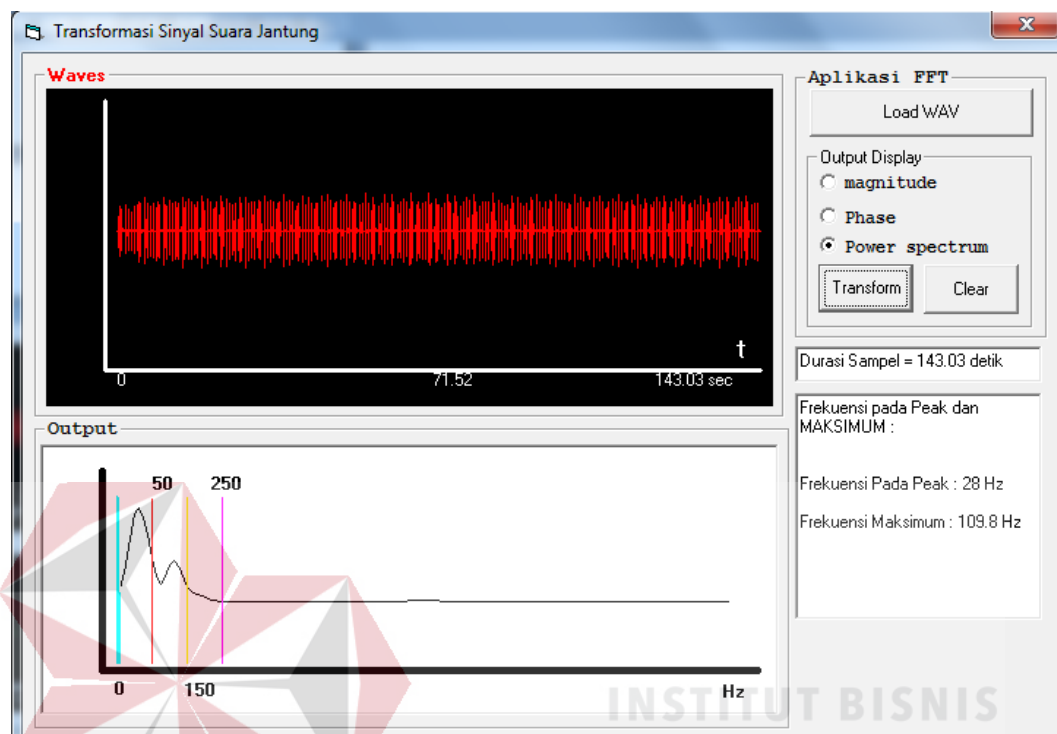 Transformasi Sinyal Suara Jantung
X
Waves
t
0 71.52 143.03 sec
Output
50 250
0 150 Hz
Aplikasi FFT
Load WAV
Output Display
magnitude
Phase
Power spectrum
Transform Clear
Durasi Sampel = 143.03 detik
Frekuensi pada Peak dan
MAKSIMUM :
Frekuensi Pada Peak : 28 Hz
Frekuensi Maksimum : 109.8 Hz
INSTITUT BISNIS